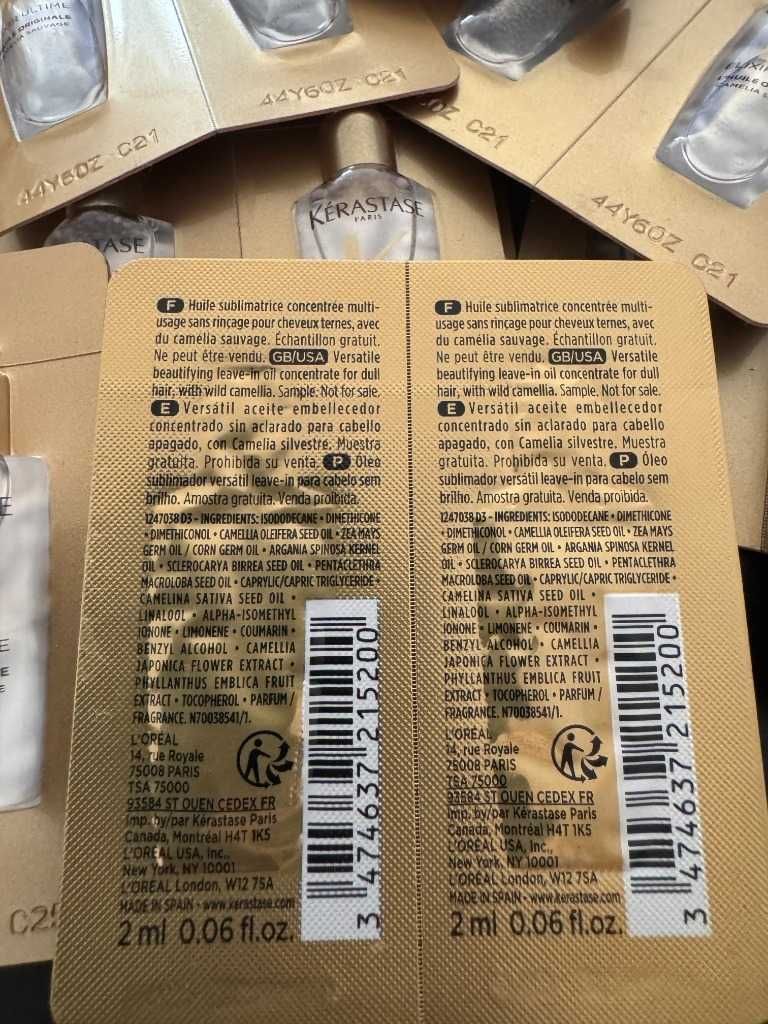 ULTIME
HUILE ORIGINALE
CAMELIA SAUVAGE
44Y60Z C21
44Y60Z C21
C21
ELIXIR
L'HUILE
CAMELIA
44Y60Z C21
KÉRASTASE
PARIS
F Huile sublimatrice concentrée multi-
usage sans rinçage pour cheveux ternes, avec
du camélia sauvage. Échantillon gratuit.
Ne peut être vendu. GB/USA Versatile
beautifying leave-in oil concentrate for dull
hair, with wild camellia. Sample. Not for sale.
E Versátil aceite embellecedor
concentrado sin aclarado para cabello
apagado, con Camelia silvestre. Muestra
gratuita. Prohibida su venta. P Óleo
sublimador versátil leave-in para cabelo sem
brilho. Amostra gratuita. Venda proibida.
1247038 D3 - INGREDIENTS: ISODODECANE • DIMETHICONE
• DIMETHICONOL • CAMELLIA OLEIFERA SEED OIL • ZEA MAYS
GERM OIL / CORN GERM OIL • ARGANIA SPINOSA KERNEL
OIL • SCLEROCARYA BIRREA SEED OIL • PENTACLETHRA
MACROLOBA SEED OIL • CAPRYLIC/CAPRIC TRIGLYCERIDE •
CAMELINA SATIVA SEED OIL •
LINALOOL • ALPHA-ISOMETHYL
IONONE • LIMONENE • COUMARIN •
BENZYL ALCOHOL • CAMELLIA
JAPONICA FLOWER EXTRACT •
PHYLLANTHUS EMBLICA FRUIT
EXTRACT • TOCOPHEROL • PARFUM /
FRAGRANCE. N70038541/1.
L'ORÉAL
14, rue Royale
75008 PARIS
TSA 75000
93584 ST OUEN CEDEX FR
Imp. by/par Kérastase Paris
Canada, Montréal H4T 1K5
L'ORÉAL USA, Inc.,
New York, NY 10001
L'ORÉAL London, W12 7SA
MADE IN SPAIN - www.kerastase.com
2 ml 0.06 fl.oz.
3 474637 215200
F Huile sublimatrice concentrée multi-
usage sans rinçage pour cheveux ternes, avec
du camélia sauvage. Échantillon gratuit.
Ne peut être vendu. GB/USA Versatile
beautifying leave-in oil concentrate for dull
hair, with wild camellia. Sample. Not for sale.
E Versátil aceite embellecedor
concentrado sin aclarado para cabello
apagado, con Camelia silvestre. Muestra
gratuita. Prohibida su venta. P Óleo
sublimador versátil leave-in para cabelo sem
brilho. Amostra gratuita. Venda proibida.
1247038 D3 - INGREDIENTS: ISODODECANE • DIMETHICONE
• DIMETHICONOL • CAMELLIA OLEIFERA SEED OIL • ZEA MAYS
GERM OIL / CORN GERM OIL • ARGANIA SPINOSA KERNEL
OIL • SCLEROCARYA BIRREA SEED OIL • PENTACLETHRA
MACROLOBA SEED OIL • CAPRYLIC/CAPRIC TRIGLYCERIDE •
CAMELINA SATIVA SEED OIL •
LINALOOL • ALPHA-ISOMETHYL
IONONE • LIMONENE • COUMARIN •
BENZYL ALCOHOL • CAMELLIA
JAPONICA FLOWER EXTRACT •
PHYLLANTHUS EMBLICA FRUIT
EXTRACT • TOCOPHEROL • PARFUM /
FRAGRANCE. N70038541/1.
L'ORÉAL
14, rue Royale
75008 PARIS
TSA 75000
93584 ST OUEN CEDEX FR
Imp. by/par Kérastase Paris
Canada, Montréal H4T 1K5
L'ORÉAL USA, Inc.,
New York, NY 10001
L'ORÉAL London, W12 7SA
MADE IN SPAIN - www.kerastase.com
2 ml 0.06 fl.oz.
3 474637 215200